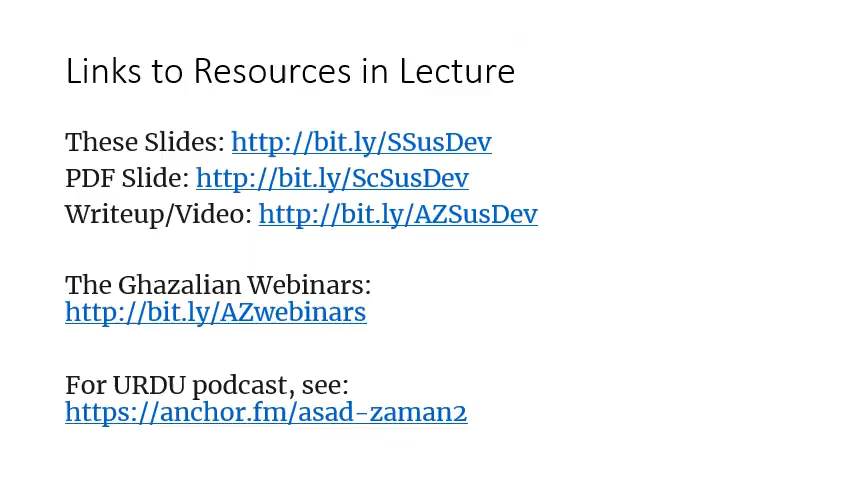 Links to Resources in Lecture
These Slides: http://bit.ly/SSusDev
PDF Slide: http://bit.ly/ScSusDev
Writeup/Video: http://bit.ly/AZSusDev
The Ghazalian Webinars:
http://bit.ly/AZwebinars
For URDU podcast, see:
https://anchor.fm/asad-zaman2